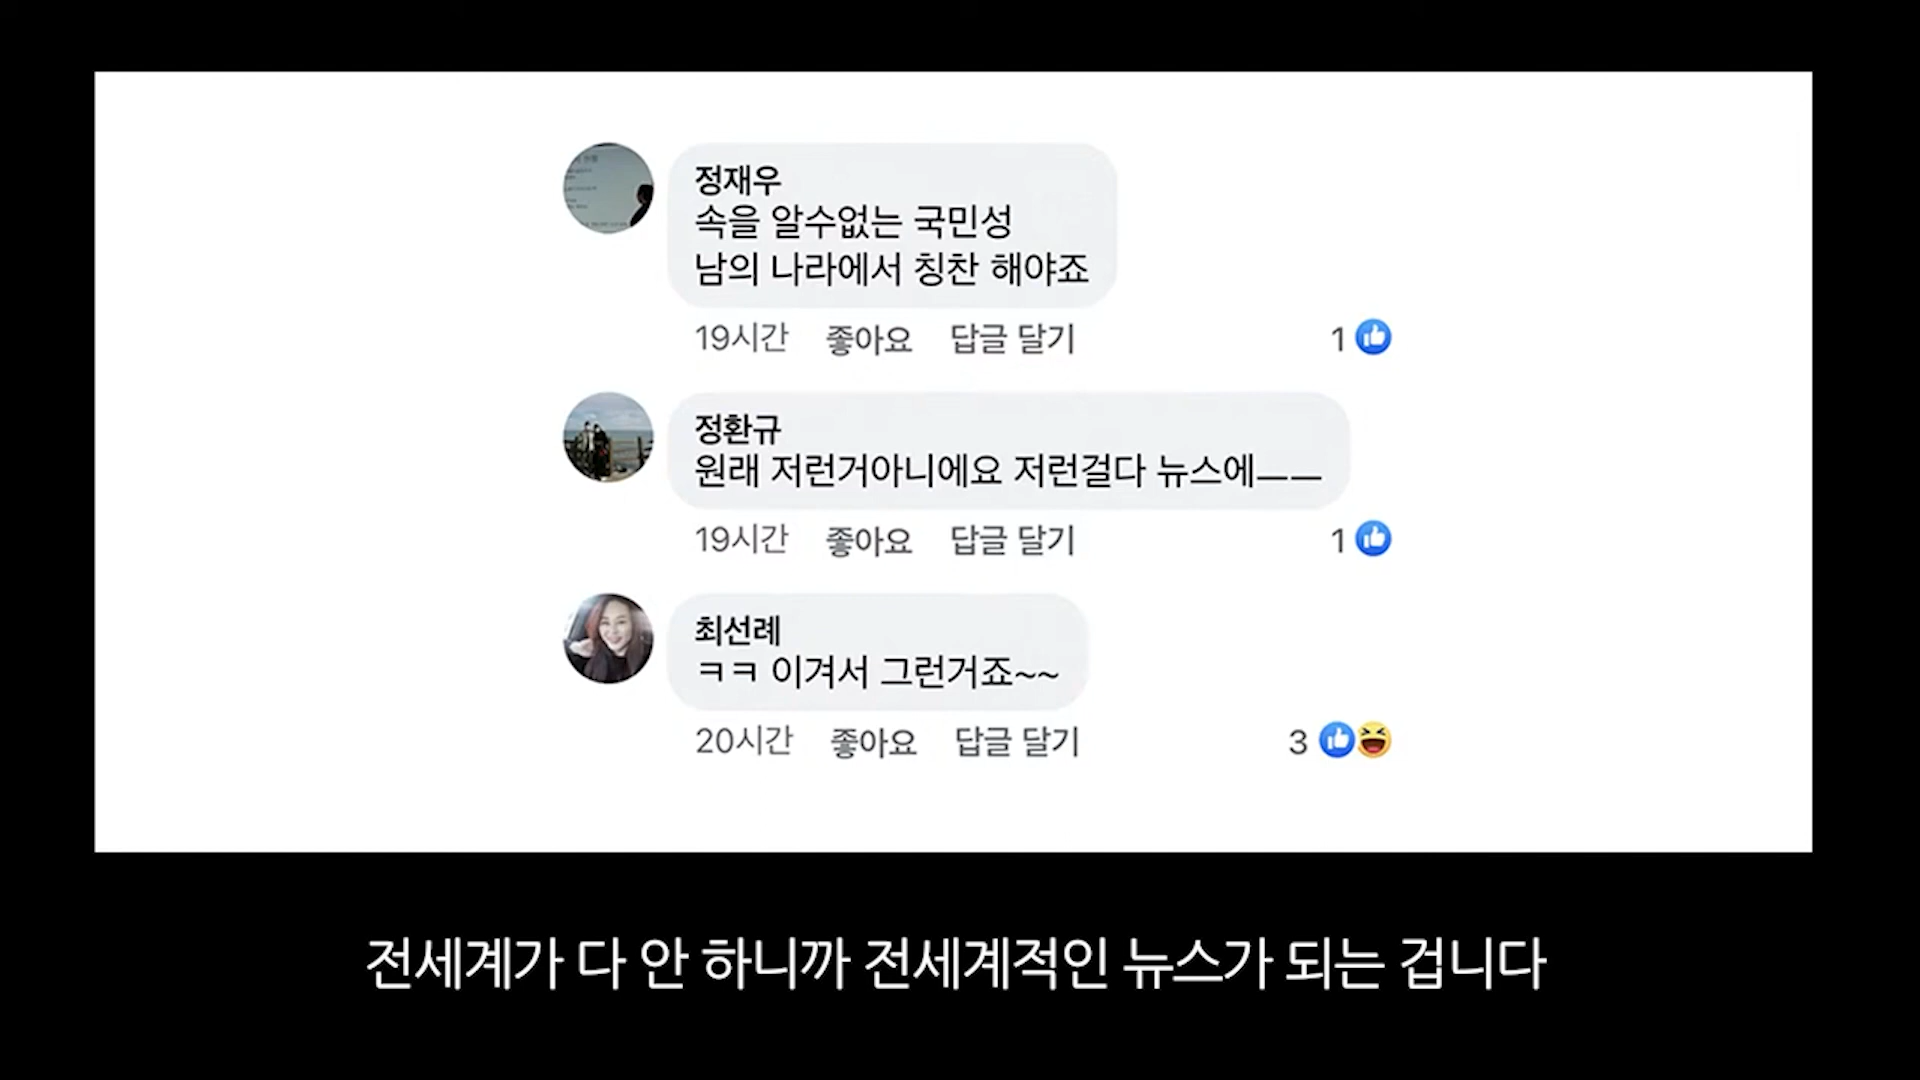 정재우
속을 알수없는 국민성
남의 나라에서 칭찬 해야죠
19시간 좋아요 답글 달기 1
정환규
원래 저런거아니에요 저런걸다 뉴스에ㅡㅡ
19시간 좋아요 답글 달기 1
최선례
ㅋㅋ 이겨서 그런거죠~~
20시간 좋아요 답글 달기 3
전세계가 다 안 하니까 전세계적인 뉴스가 되는 겁니다